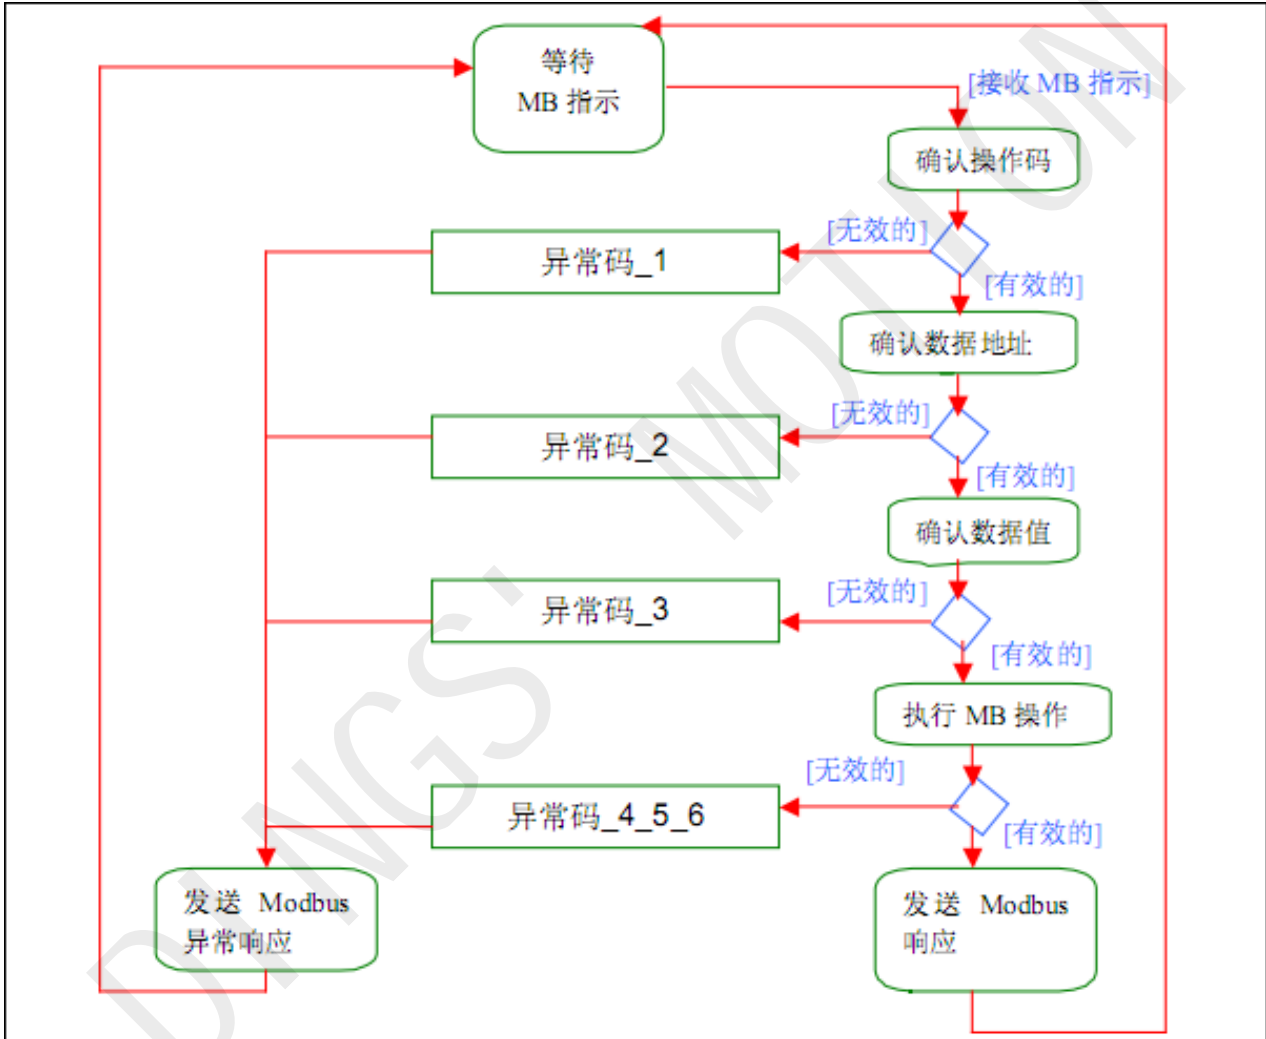 等待
MB 指示
[接收 MB 指示]
确认操作码
[无效的]
异常码_1
[有效的]
确认数据地址
[无效的]
异常码_2
[有效的]
确认数据值
[无效的]
异常码_3
[有效的]
执行 MB 操作
[无效的]
异常码_4_5_6
[有效的]
发送 Modbus
异常响应
发送 Modbus
响应
DINGS' MOTION